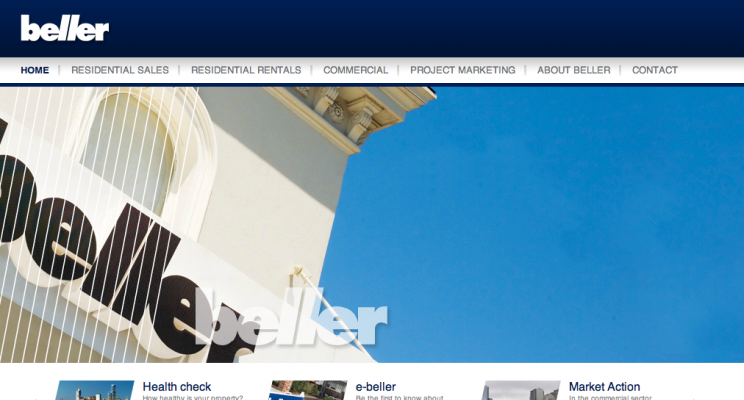 beller
HOME RESIDENTIAL SALES RESIDENTIAL RENTALS COMMERCIAL PROJECT MARKETING ABOUT BELLER CONTACT
beller
beller
Health check
How healthy is your property?
e-beller
Be the first to know about
Market Action
In the commercial sector